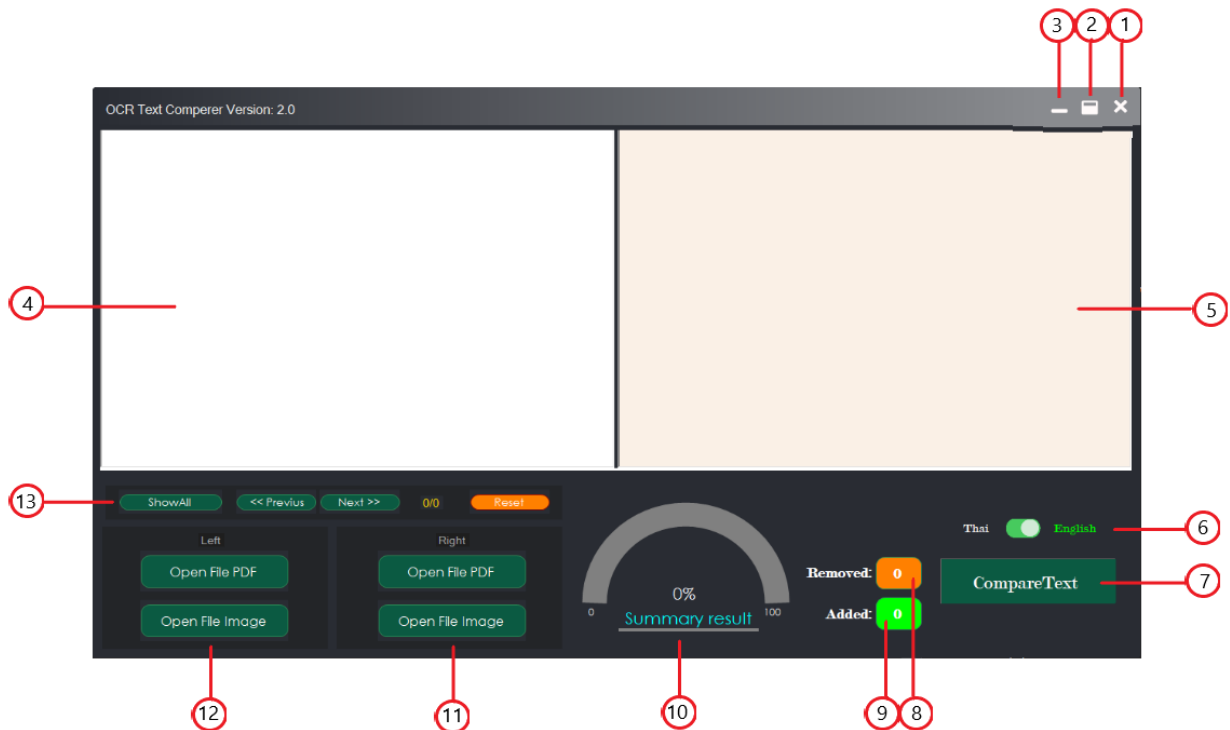 3 2 1
OCR Text Comperer Version: 2.0
4
5
13
ShowAll << Previus Next >> 0/0 Reset
Thai English
6
Left Right
Open File PDF Open File PDF
Removed: 0
CompareText
7
0%
0 100
Summary result
Open File Image Open File Image
Added: 0
12 11 10 9 8